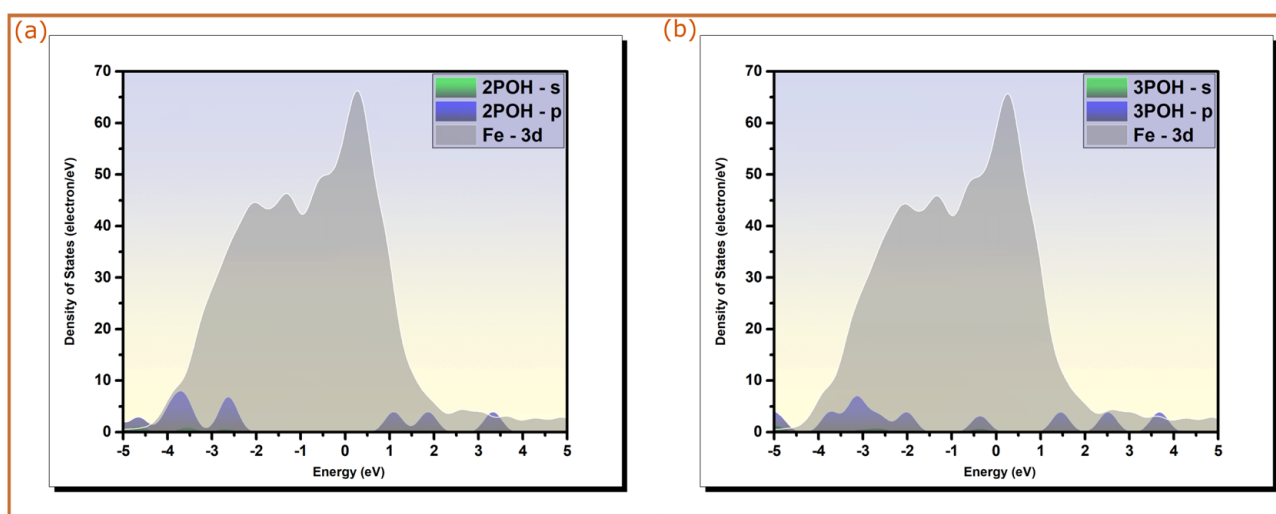 (a)
2POH - s
2POH - p
Fe - 3d
Density of States (electron/eV)
70
60
50
40
30
20
10
0
-5 -4 -3 -2 -1 0 1 2 3 4 5
Energy (eV)
(b)
3POH - s
3POH - p
Fe - 3d
Density of States (electron/eV)
70
60
50
40
30
20
10
0
-5 -4 -3 -2 -1 0 1 2 3 4 5
Energy (eV)